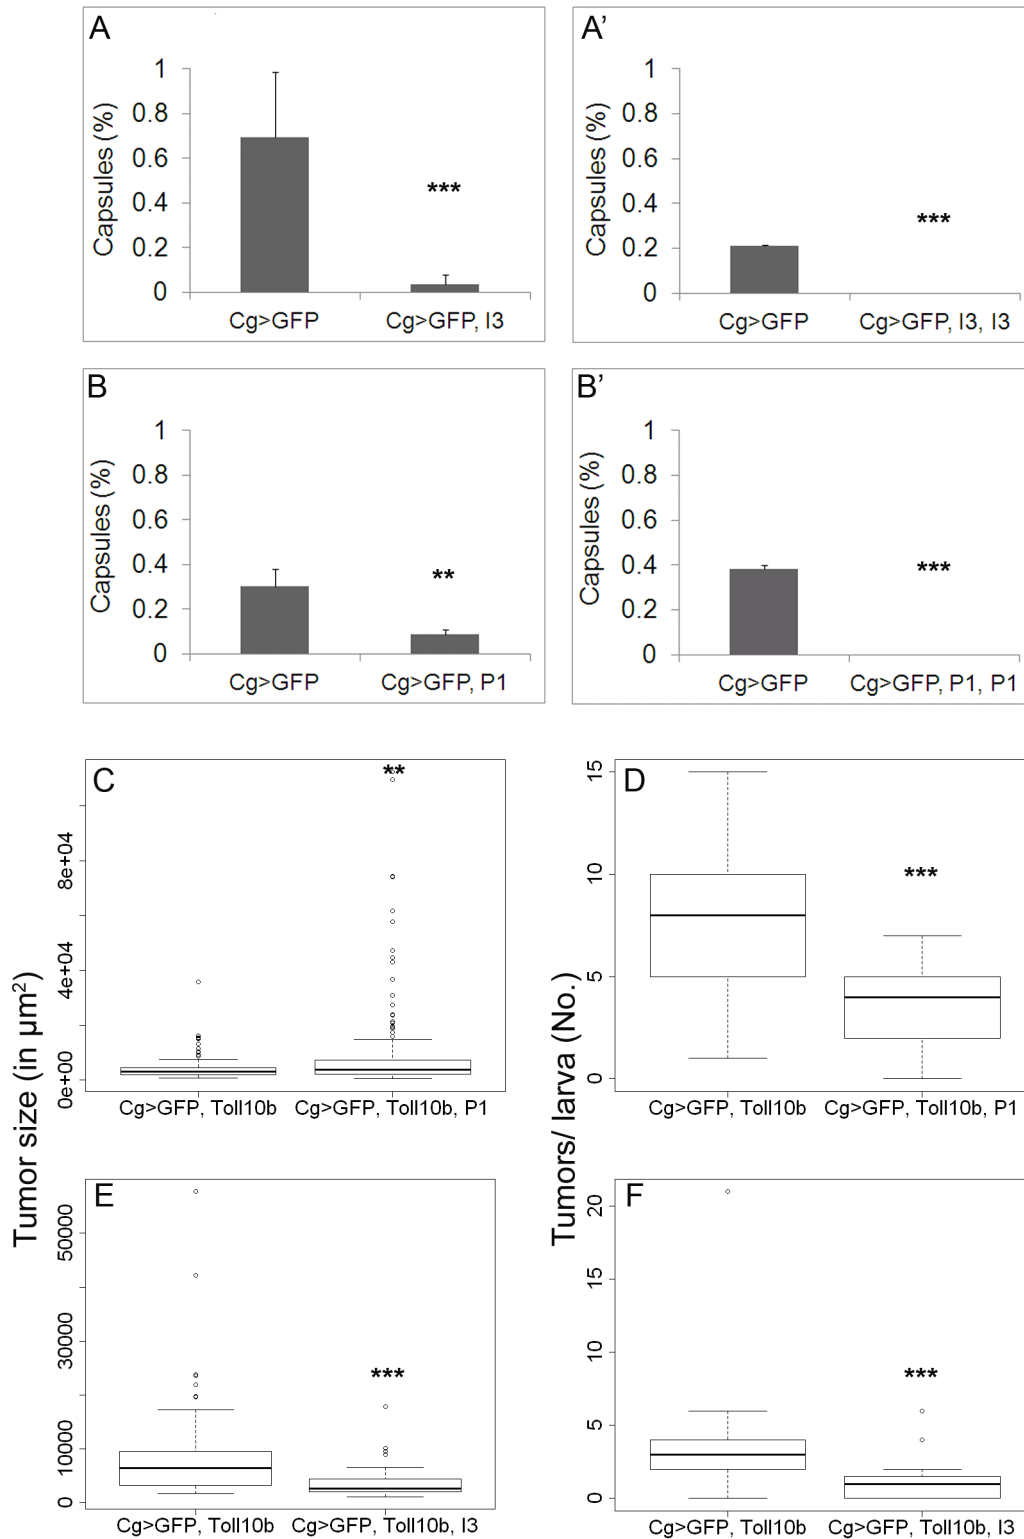 A
Capsules (%)
1
0.8
0.6
0.4
0.2
0
***
Cg>GFP
Cg>GFP, I3
A’
Capsules (%)
1
0.8
0.6
0.4
0.2
0
***
Cg>GFP
Cg>GFP, I3, I3
B
Capsules (%)
1
0.8
0.6
0.4
0.2
0
**
Cg>GFP
Cg>GFP, P1
B’
Capsules (%)
1
0.8
0.6
0.4
0.2
0
***
Cg>GFP
Cg>GFP, P1, P1
Tumor size (in µm²)
C
8e+04
4e+04
0e+00
**
Cg>GFP, Toll10b
Cg>GFP, Toll10b, P1
Tumors/ larva (No.)
D
15
10
5
0
***
Cg>GFP, Toll10b
Cg>GFP, Toll10b, P1
E
50000
30000
10000
0
***
Cg>GFP, Toll10b
Cg>GFP, Toll10b, I3
F
20
15
10
5
0
***
Cg>GFP, Toll10b
Cg>GFP, Toll10b, I3